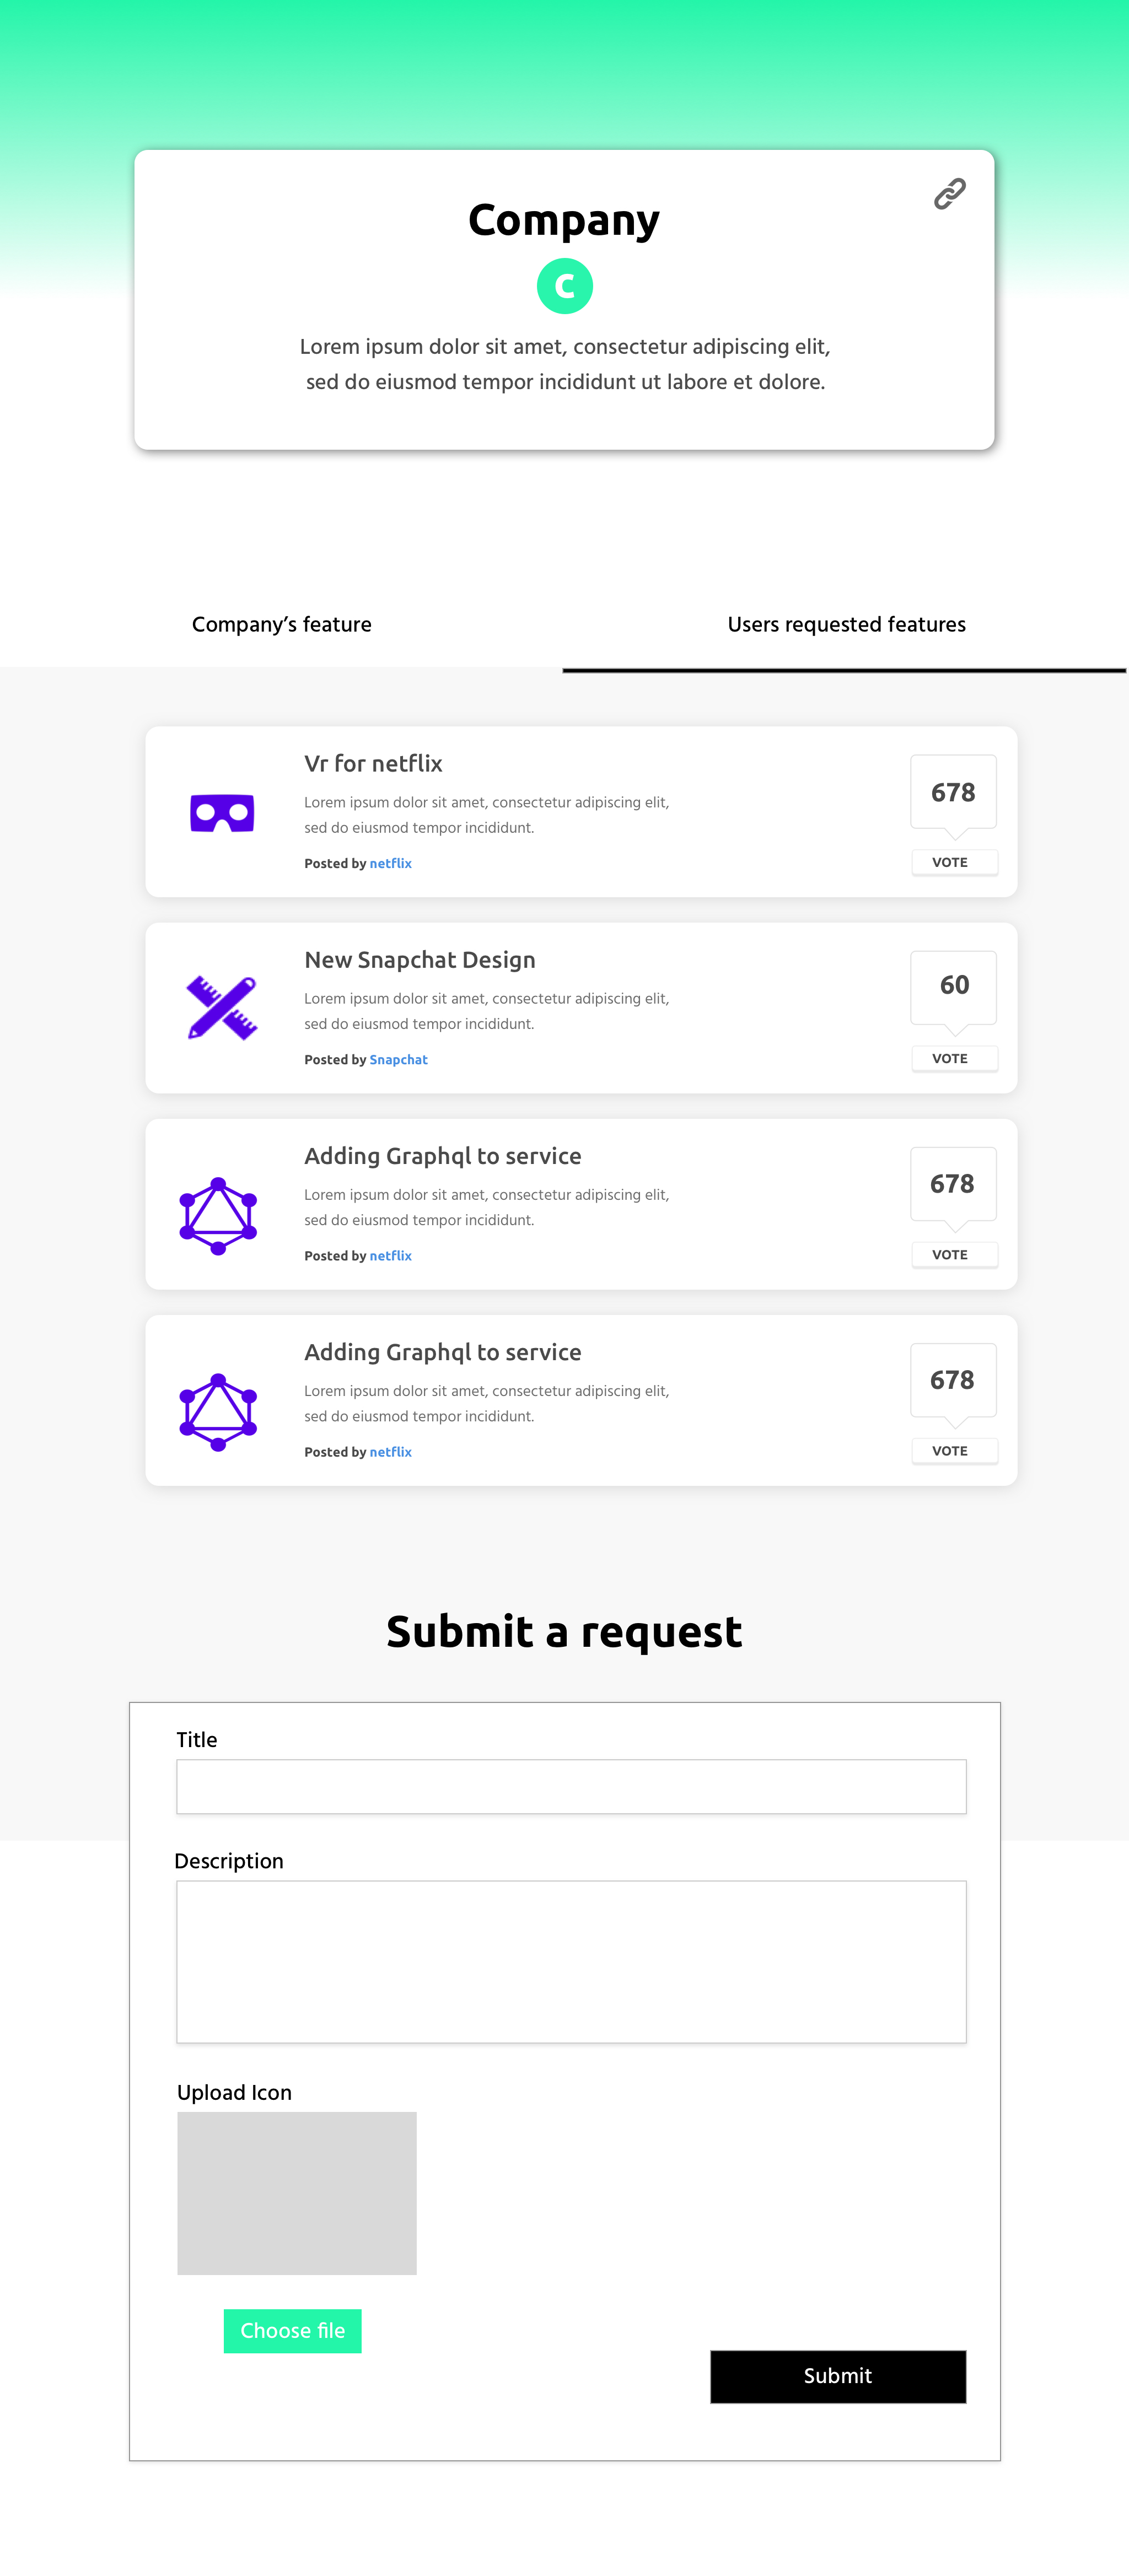 Company
C
Lorem ipsum dolor sit amet, consectetur adipiscing elit,
sed do eiusmod tempor incididunt ut labore et dolore.
Company’s feature
Users requested features
Vr for netflix
Lorem ipsum dolor sit amet, consectetur adipiscing elit,
sed do eiusmod tempor incididunt.
Posted by netflix
678
VOTE
New Snapchat Design
Lorem ipsum dolor sit amet, consectetur adipiscing elit,
sed do eiusmod tempor incididunt.
Posted by Snapchat
60
VOTE
Adding Graphql to service
Lorem ipsum dolor sit amet, consectetur adipiscing elit,
sed do eiusmod tempor incididunt.
Posted by netflix
678
VOTE
Adding Graphql to service
Lorem ipsum dolor sit amet, consectetur adipiscing elit,
sed do eiusmod tempor incididunt.
Posted by netflix
678
VOTE
Submit a request
Title
Description
Upload Icon
Choose file
Submit